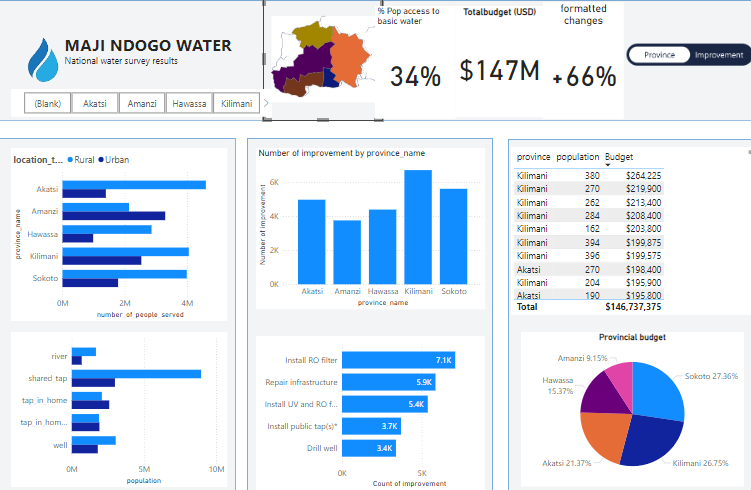 MAJI NDOGO WATER
National water survey results
(Blank) Akatsi Amanzi Hawassa Kilimani
% Pop access to
basic water
34%
Totalbudget (USD)
$147M
formatted
changes
+66%
Province Improvement
location_t... Rural Urban
province_name
Akatsi
Amanzi
Hawassa
Kilimani
Sokoto
0M 2M 4M
number_of_people_served
river
shared_tap
tap_in_home
tap_in_hom...
well
0M 5M 10M
population
Number of improvement by province_name
Number of improvement
6K
4K
2K
0K
Akatsi Amanzi Hawassa Kilimani Sokoto
province_name
Install RO filter 7.1K
Repair infrastructure 5.9K
Install UV and RO f... 5.4K
Install public tap(s)* 3.7K
Drill well 3.4K
0K 5K
Count of improvement
province population Budget
Kilimani 380 $264,225
Kilimani 270 $219,900
Kilimani 262 $213,400
Kilimani 284 $208,400
Kilimani 162 $203,800
Kilimani 394 $199,875
Kilimani 396 $199,575
Akatsi 270 $198,400
Kilimani 204 $195,900
Akatsi 190 $195,800
Total $146,737,375
Provincial budget
Amanzi 9.15%
Sokoto 27.36%
Hawassa
15.37%
Akatsi 21.37%
Kilimani 26.75%